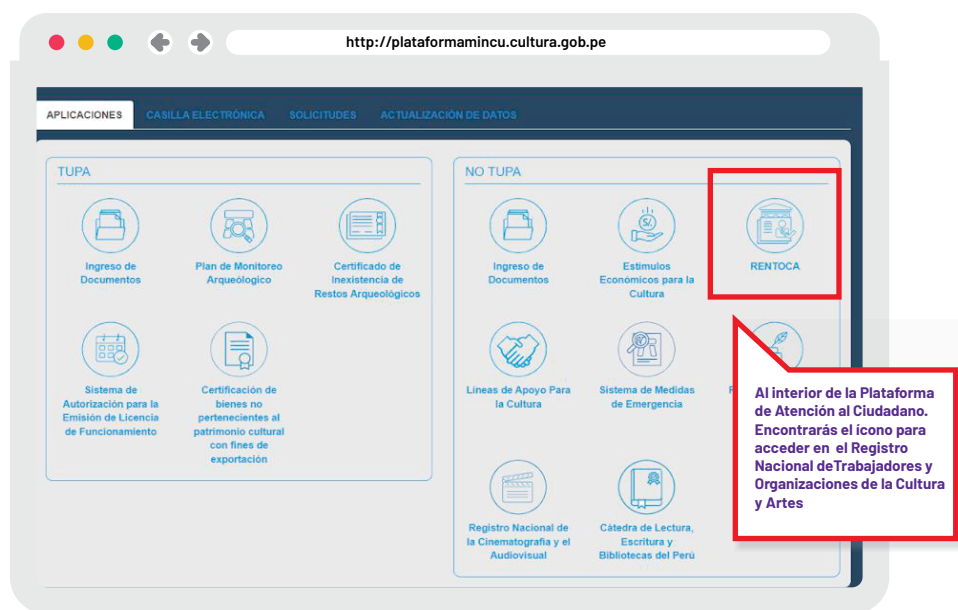 http://plataformamincu.cultura.gob.pe
APLICACIONES
CASILLA ELECTRÓNICA
SOLICITUDES
ACTUALIZACIÓN DE DATOS
TUPA
Ingreso de
Documentos
Plan de Monitoreo
Arqueólogico
Certificado de
Inexistencia de
Restos Arqueológicos
Sistema de
Autorización para la
Emisión de Licencia
de Funcionamiento
Certificación de
bienes no
pertenecientes al
patrimonio cultural
con fines de
exportación
NO TUPA
Ingreso de
Documentos
S/.
Estímulos
Económicos para la
Cultura
RENTOCA
Líneas de Apoyo Para
la Cultura
Sistema de Medidas
de Emergencia
Registro Nacional de
la Cinematografía y el
Audiovisual
Cátedra de Lectura,
Escritura y
Bibliotecas del Perú
Al interior de la Plataforma
de Atención al Ciudadano.
Encontrarás el ícono para
acceder en el Registro
Nacional deTrabajadores y
Organizaciones de la Cultura
y Artes